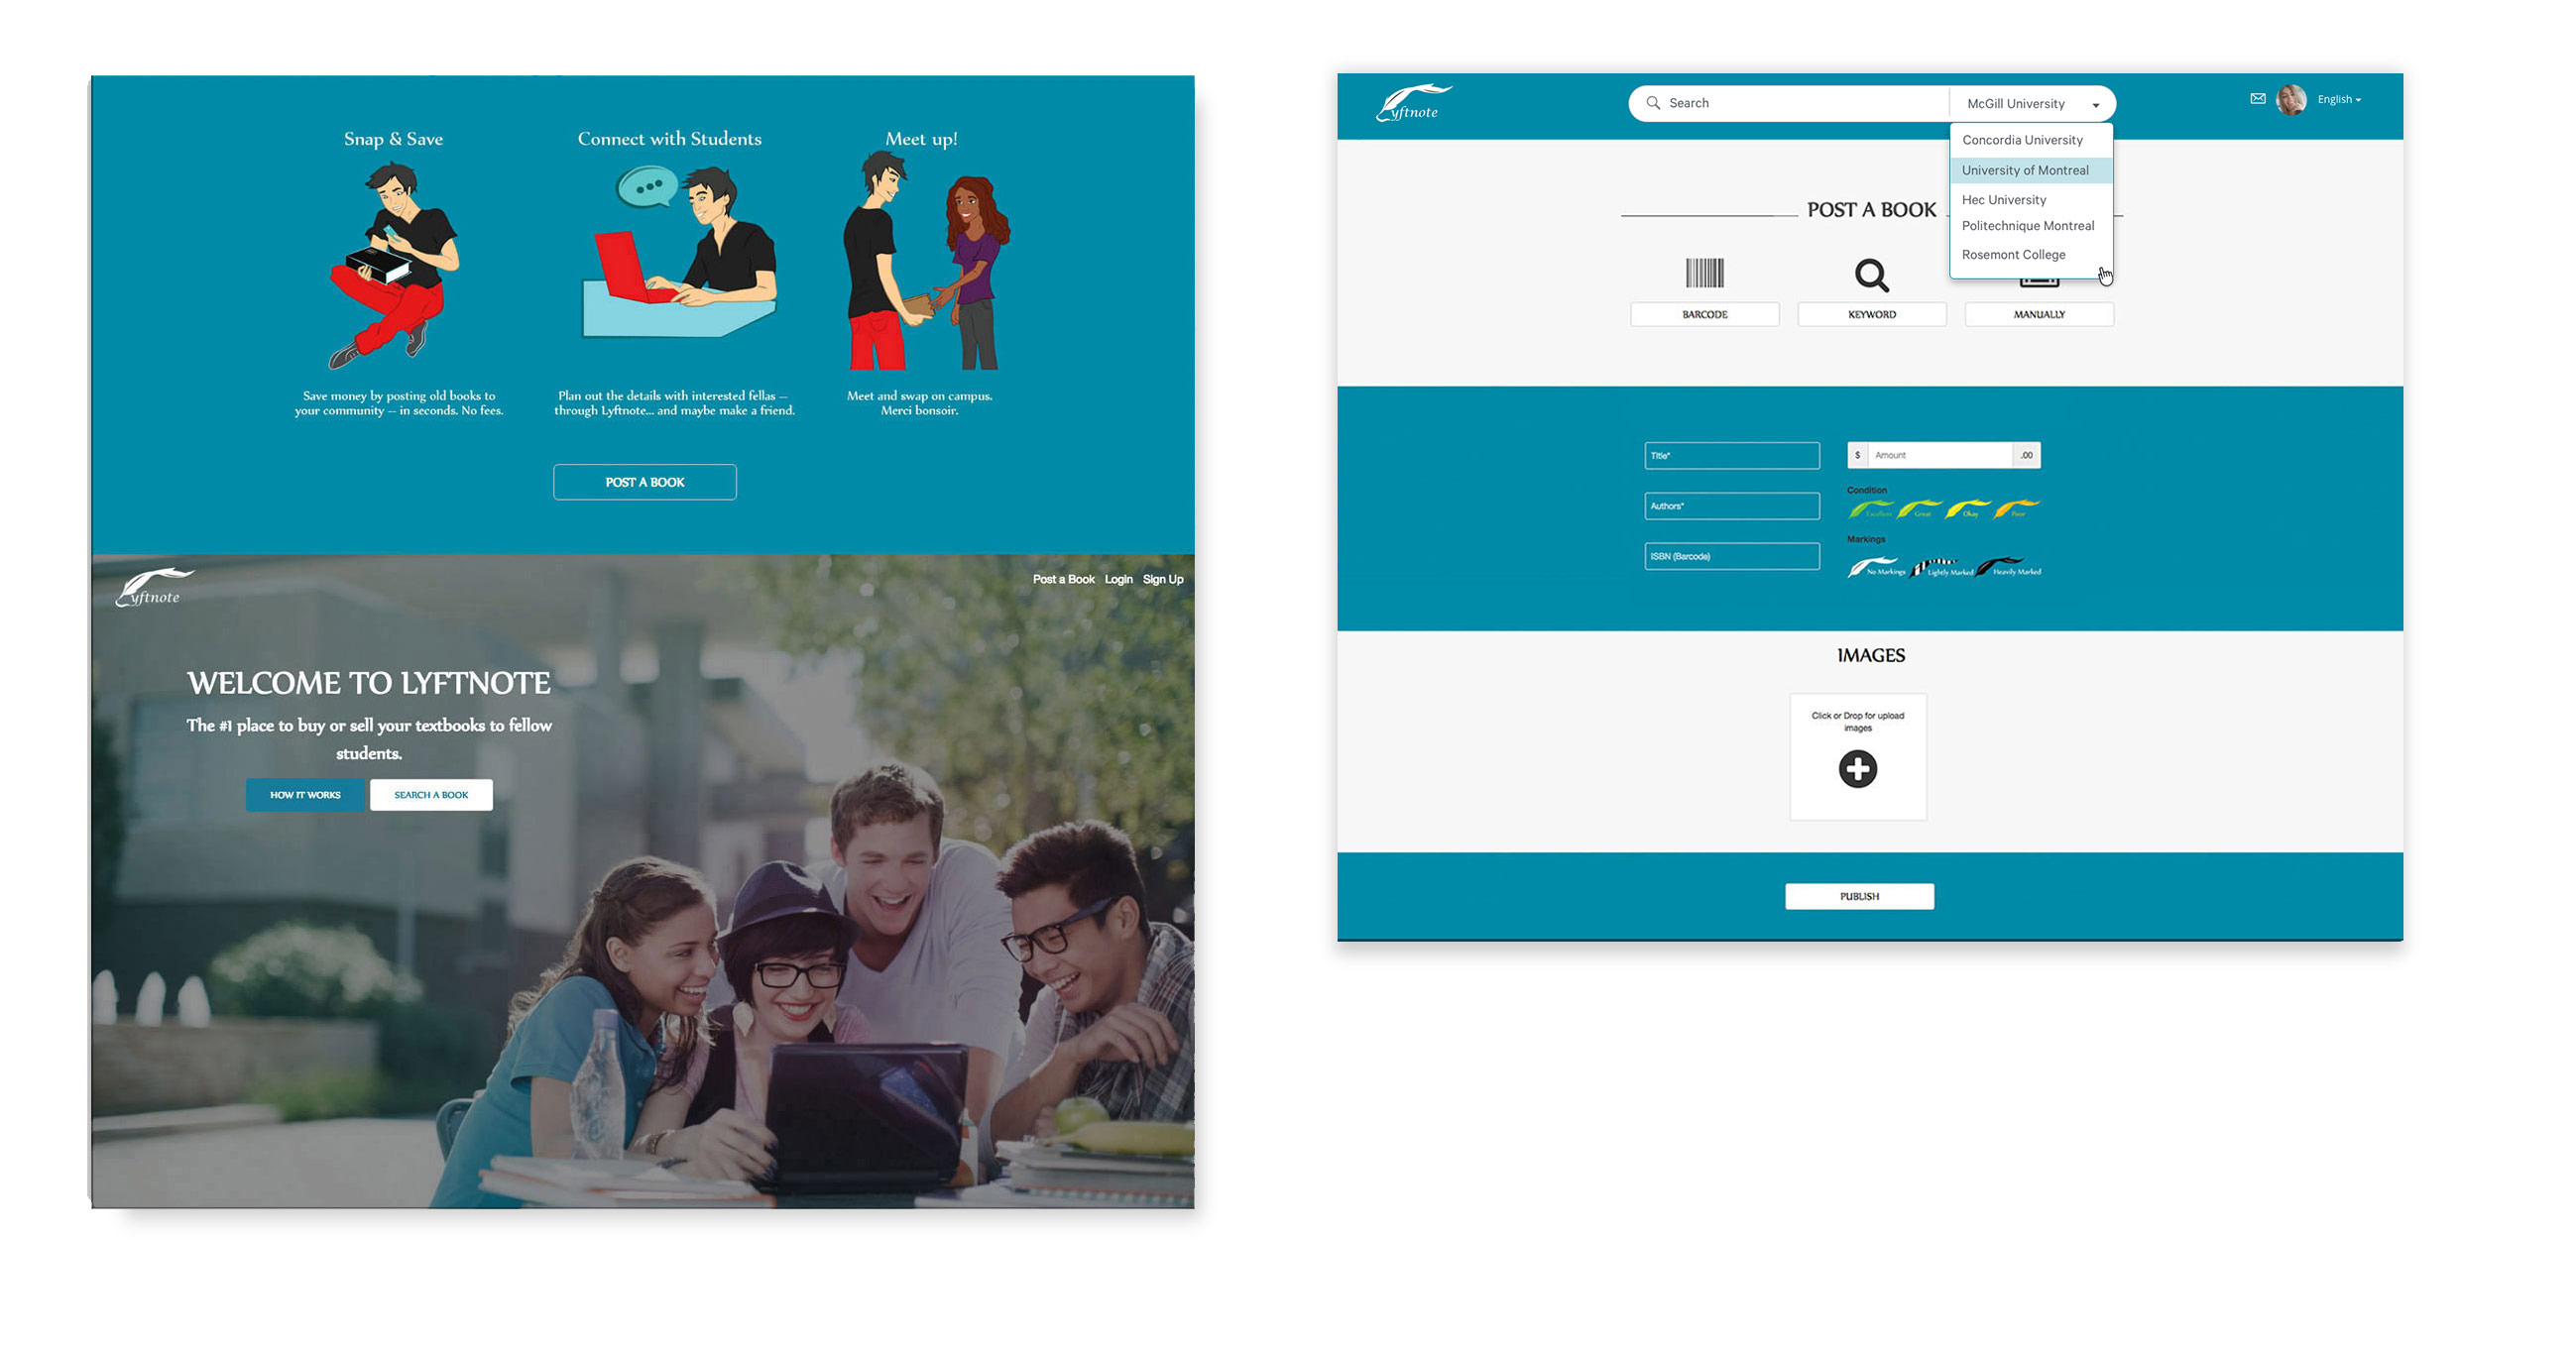 Snap & Save
Connect with Students
Meet up!
Save money by posting old books to
your community -- in seconds. No fees.
Plan out the details with interested fellas --
through Lyftnote... and maybe make a friend.
Meet and swap on campus.
Merci bonsoir.
POST A BOOK
Lyftnote
Post a Book Login Sign Up
WELCOME TO LYFTNOTE
The #1 place to buy or sell your textbooks to fellow
students.
HOW IT WORKS
SEARCH A BOOK
Lyftnote
Search
McGill University
English
Concordia University
University of Montreal
Hec University
Politechnique Montreal
Rosemont College
POST A BOOK
BARCODE
KEYWORD
MANUALLY
Title*
$ Amount .00
Authors*
Condition
Excellent Great Okay Poor
ISBN (Barcode)
Markings
No Markings Lightly Marked Heavily Marked
IMAGES
Click or Drop for upload
images
PUBLISH